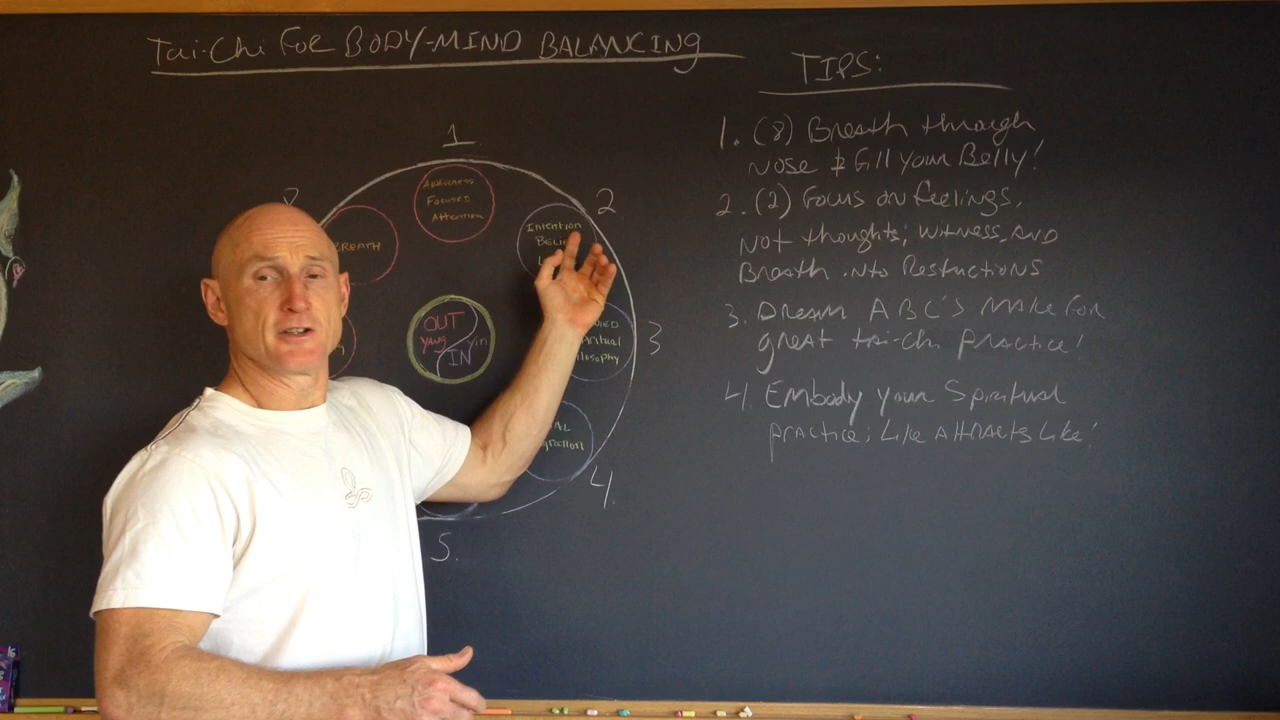 Tai-Chi FOR BODY-MIND BALANCING
TIPS:
1
2
3
4.
5.
Awareness
Focused
Attention
Intention
BREATH
OUT
yang
yin
IN
1. (8) Breath through
NOSE & Fill your Belly!
2. (2) Focus on feelings,
NOT thoughts; WITNESS, AND
Breath into Restrictions
3. Dream ABC'S MAKE FOR
great tai-chi practice!
4. Embody your Spiritual
practice; Like Attracts Like!